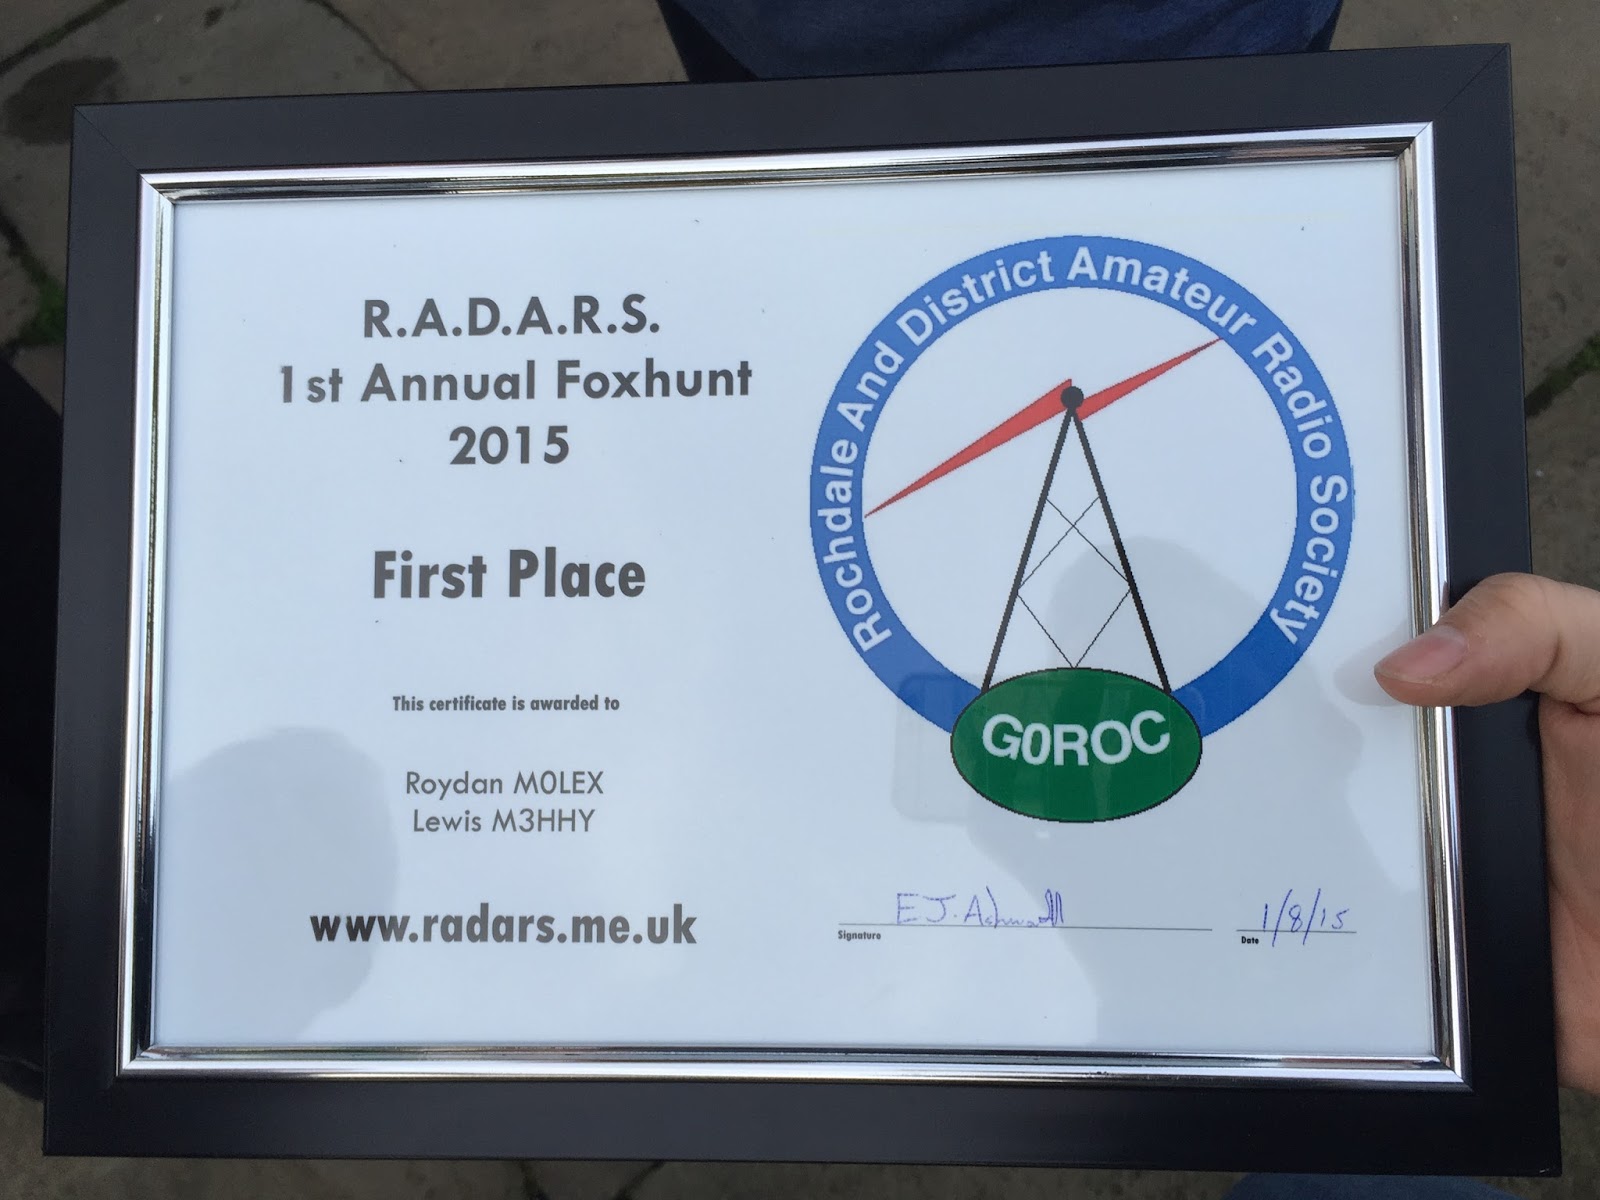 R.A.D.A.R.S.
1st Annual Foxhunt
2015
First Place
This certificate is awarded to
Roydan M0LEX
Lewis M3HHY
www.radars.me.uk
Rochdale And District Amateur Radio Society
G0ROC
E.J.
Signature
1/8/15
Date